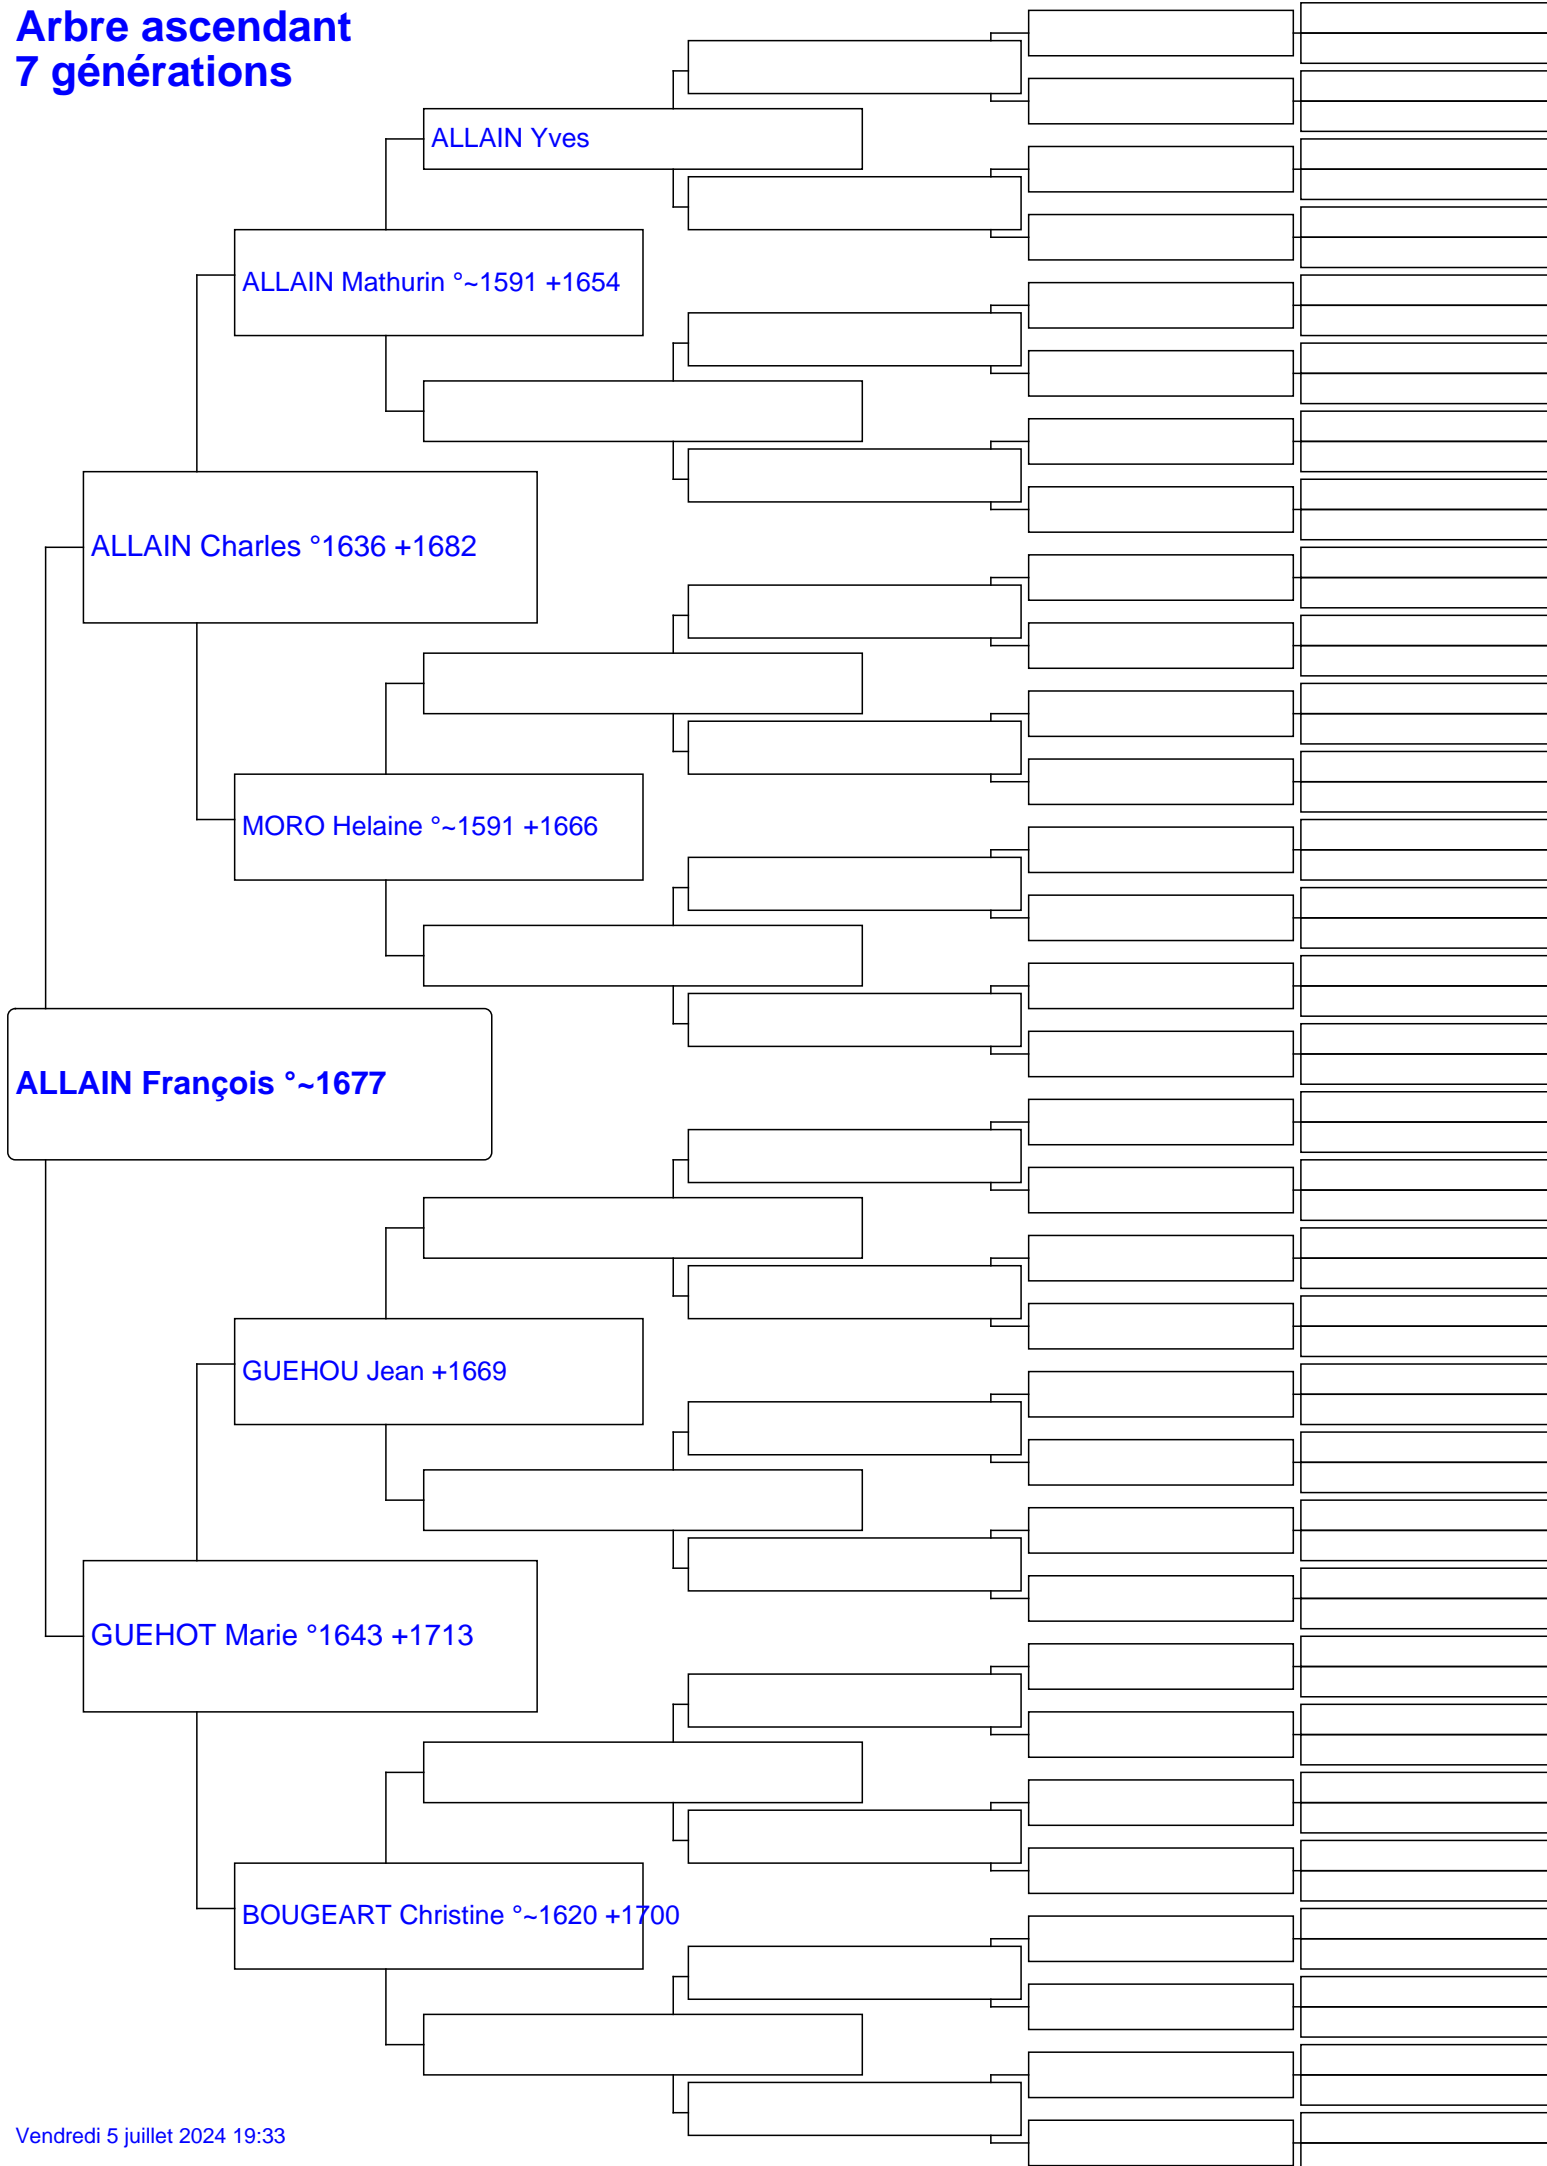 Arbre ascendant
7 générations
ALLAIN Yves
ALLAIN Mathurin °~1591 +1654
ALLAIN Charles °1636 +1682
MORO Helaine °~1591 +1666
ALLAIN François °~1677
GUEHOU Jean +1669
GUEHOT Marie °1643 +1713
BOUGEART Christine °~1620 +1700
Vendredi 5 juillet 2024 19:33